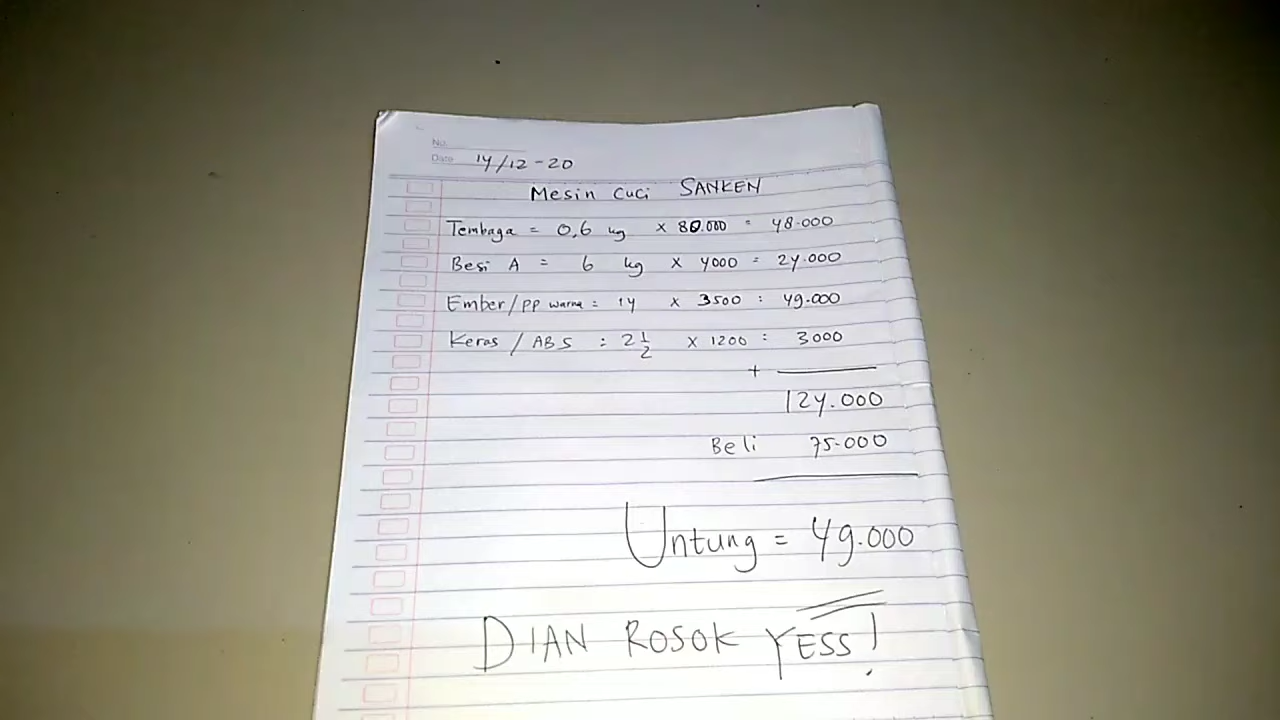 No.
Date 14/12-20
Mesin cuci SANKEN
Tembaga = 0,6 kg x 80.000 = 48.000
Besi A = 6 kg x 4000 = 24.000
Ember/PP warna = 14 x 3500 = 49.000
Keras / ABS = 2 1/2 x 1200 = 3000
+
124.000
Beli 75.000
Untung = 49.000
DIAN ROSOK YESS!